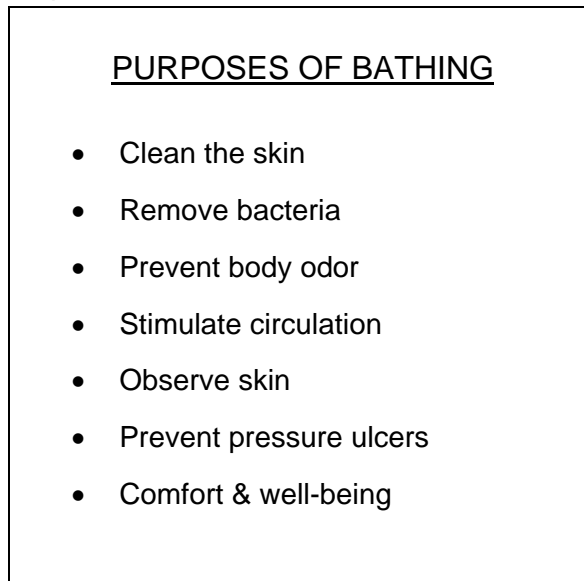 PURPOSES OF BATHING
• Clean the skin
• Remove bacteria
• Prevent body odor
• Stimulate circulation
• Observe skin
• Prevent pressure ulcers
• Comfort & well-being